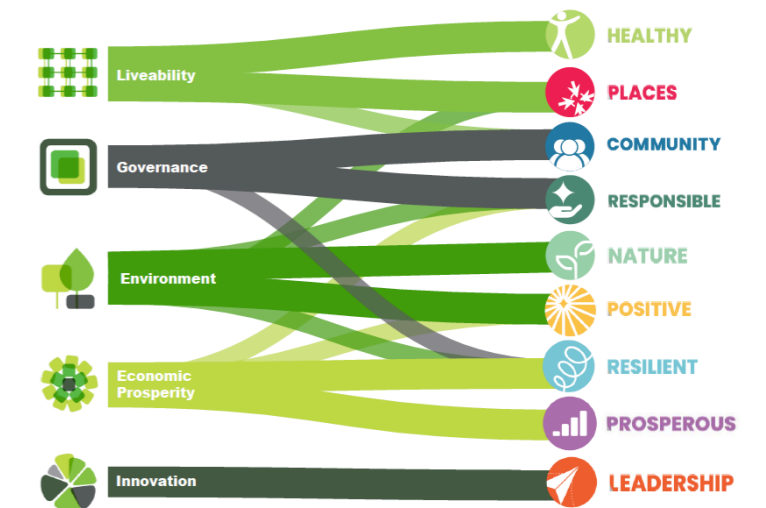 Liveability
HEALTHY
PLACES
Governance
COMMUNITY
RESPONSIBLE
Environment
NATURE
POSITIVE
Economic
Prosperity
RESILIENT
PROSPEROUS
Innovation
LEADERSHIP